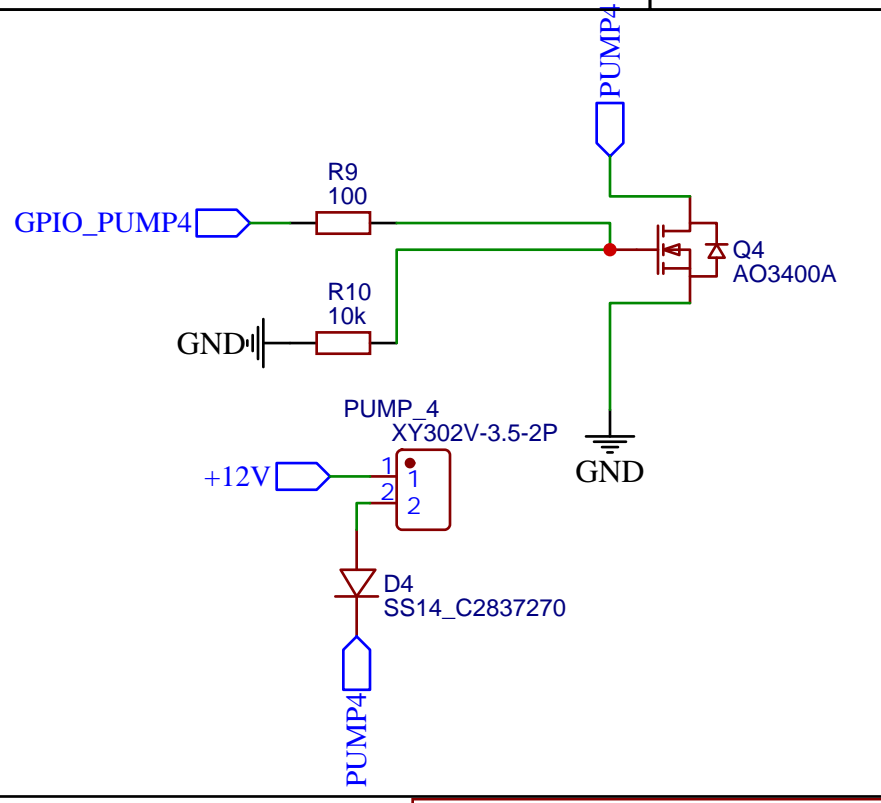 PUMP4
R9
100
GPIO_PUMP4
Q4
AO3400A
R10
10k
GND
PUMP_4
XY302V-3.5-2P
GND
+12V
1
1
2
2
D4
SS14_C2837270
PUMP4